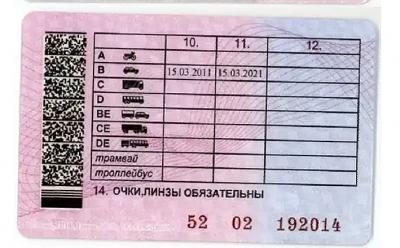 10. 11. 12.
A
B 15.03.2011 15.03.2021
C
D
BE
CE
DE
трамвай
троллейбус
14. ОЧКИ,ЛИНЗЫ ОБЯЗАТЕЛЬНЫ
52 02 192014